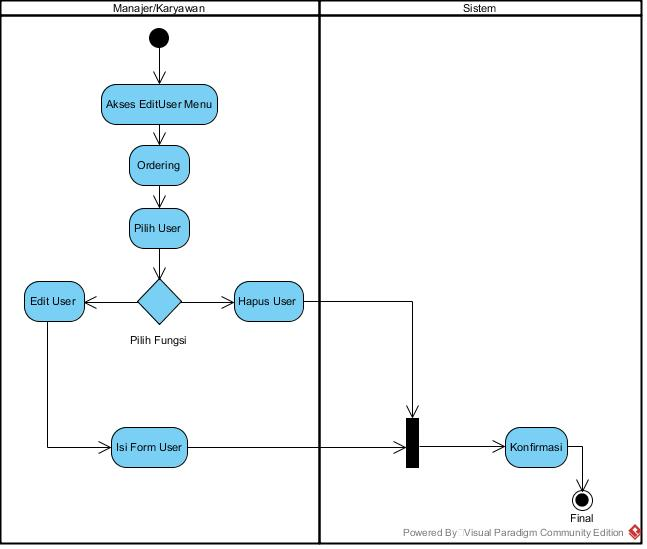 Manajer/Karyawan
Sistem
Akses EditUser Menu
Ordering
Pilih User
Edit User
Hapus User
Pilih Fungsi
Isi Form User
Konfirmasi
Final
Powered By Visual Paradigm Community Edition